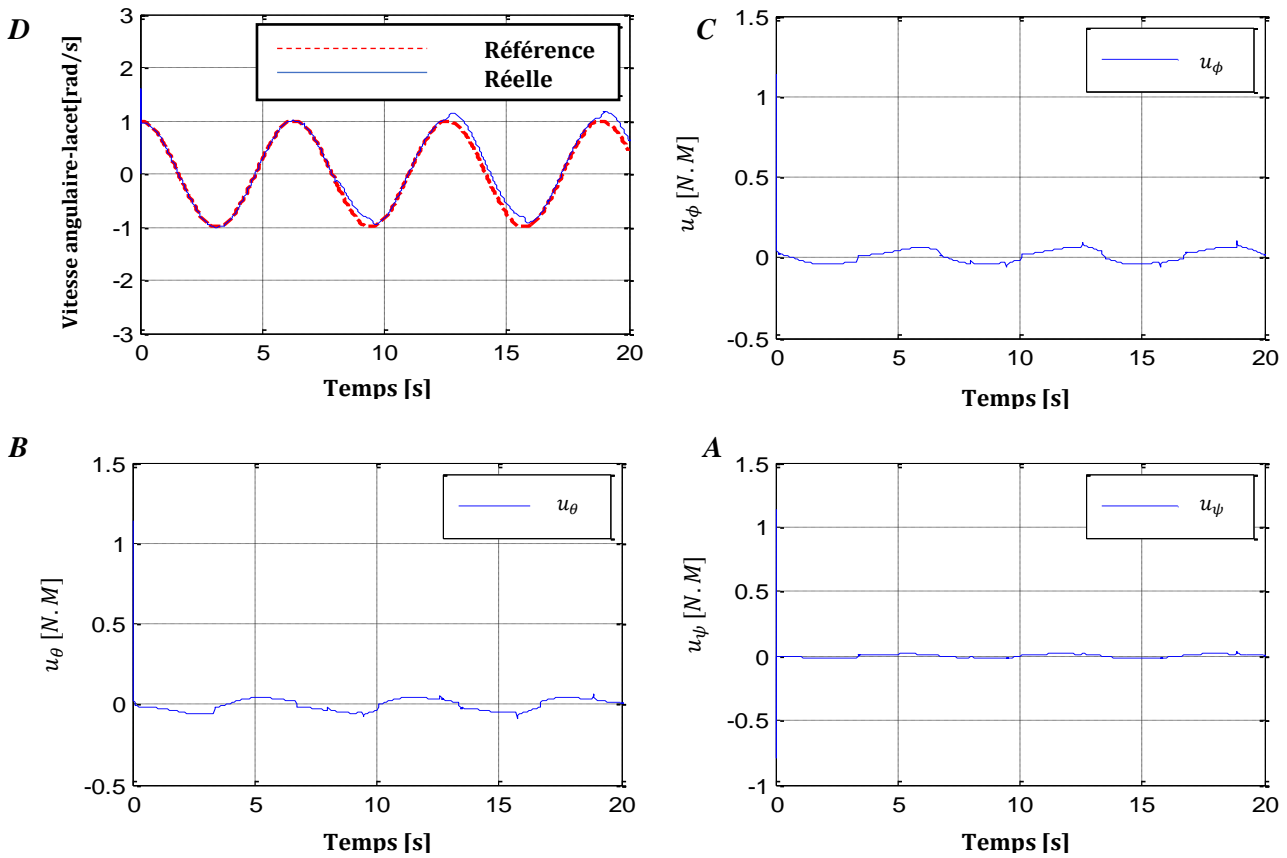 D
3
2
1
0
-1
-2
-3
0 5 10 15 20
Vitesse angulaire-lacet[rad/s]
Temps [s]
Référence
Réelle
C
1.5
1
0.5
0
-0.5
0 5 10 15 20
u_ϕ [N.M]
Temps [s]
u_ϕ
B
1.5
1
0.5
0
-0.5
0 5 10 15 20
u_θ [N.M]
Temps [s]
u_θ
A
1.5
1
0.5
0
-0.5
-1
0 5 10 15 20
u_ψ [N.M]
Temps [s]
u_ψ